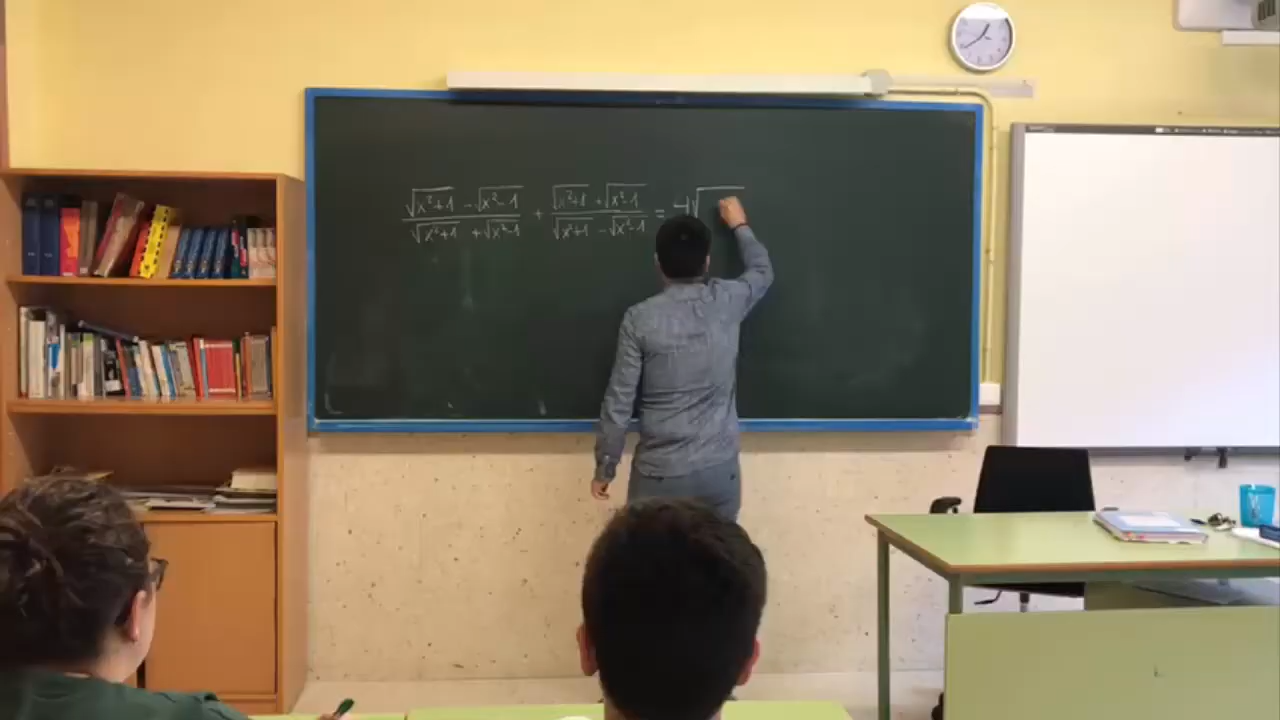 √(x²+1) - √(x²-1) / √(x²+1) + √(x²-1) + √(x²+1) + √(x²-1) / √(x²+1) - √(x²-1) = 4√